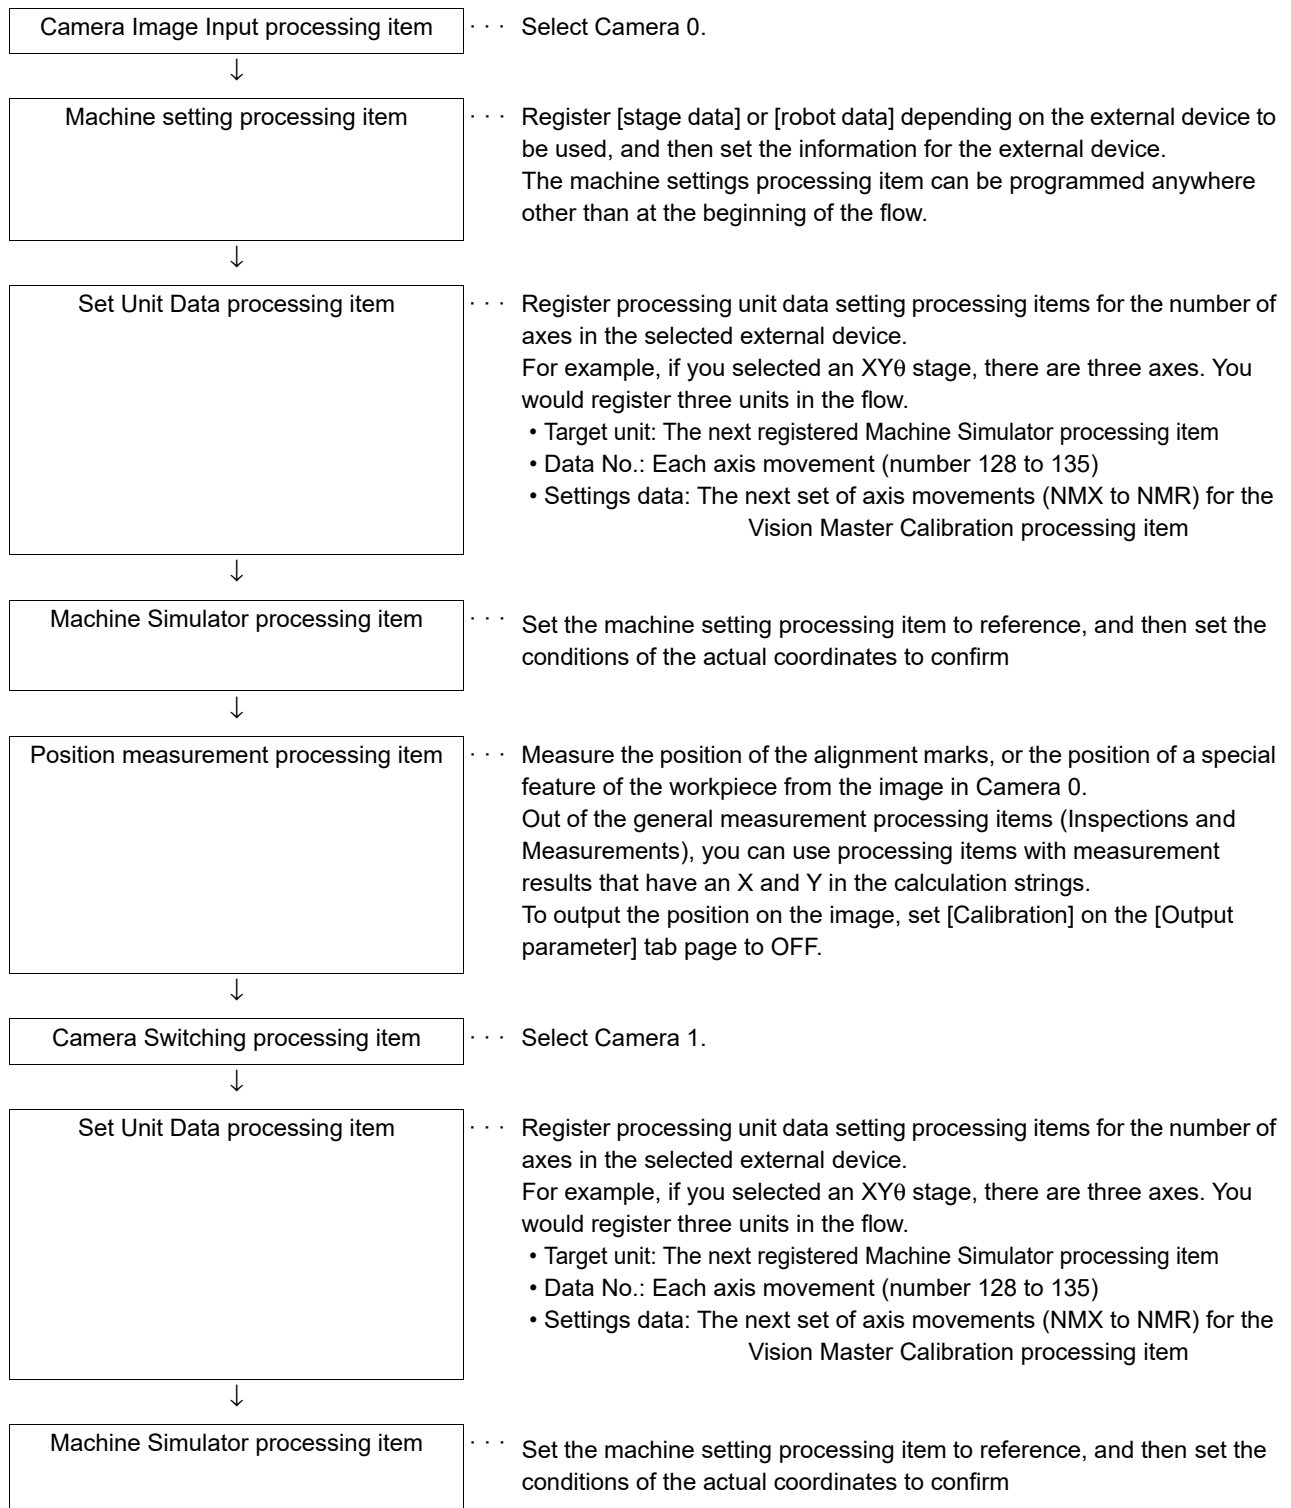 Camera Image Input processing item · · · Select Camera 0.
↓
Machine setting processing item · · · Register [stage data] or [robot data] depending on the external device to
be used, and then set the information for the external device.
The machine settings processing item can be programmed anywhere
other than at the beginning of the flow.
↓
Set Unit Data processing item · · · Register processing unit data setting processing items for the number of
axes in the selected external device.
For example, if you selected an XYθ stage, there are three axes. You
would register three units in the flow.
• Target unit: The next registered Machine Simulator processing item
• Data No.: Each axis movement (number 128 to 135)
• Settings data: The next set of axis movements (NMX to NMR) for the
Vision Master Calibration processing item
↓
Machine Simulator processing item · · · Set the machine setting processing item to reference, and then set the
conditions of the actual coordinates to confirm
↓
Position measurement processing item · · · Measure the position of the alignment marks, or the position of a special
feature of the workpiece from the image in Camera 0.
Out of the general measurement processing items (Inspections and
Measurements), you can use processing items with measurement
results that have an X and Y in the calculation strings.
To output the position on the image, set [Calibration] on the [Output
parameter] tab page to OFF.
↓
Camera Switching processing item · · · Select Camera 1.
↓
Set Unit Data processing item · · · Register processing unit data setting processing items for the number of
axes in the selected external device.
For example, if you selected an XYθ stage, there are three axes. You
would register three units in the flow.
• Target unit: The next registered Machine Simulator processing item
• Data No.: Each axis movement (number 128 to 135)
• Settings data: The next set of axis movements (NMX to NMR) for the
Vision Master Calibration processing item
↓
Machine Simulator processing item · · · Set the machine setting processing item to reference, and then set the
conditions of the actual coordinates to confirm